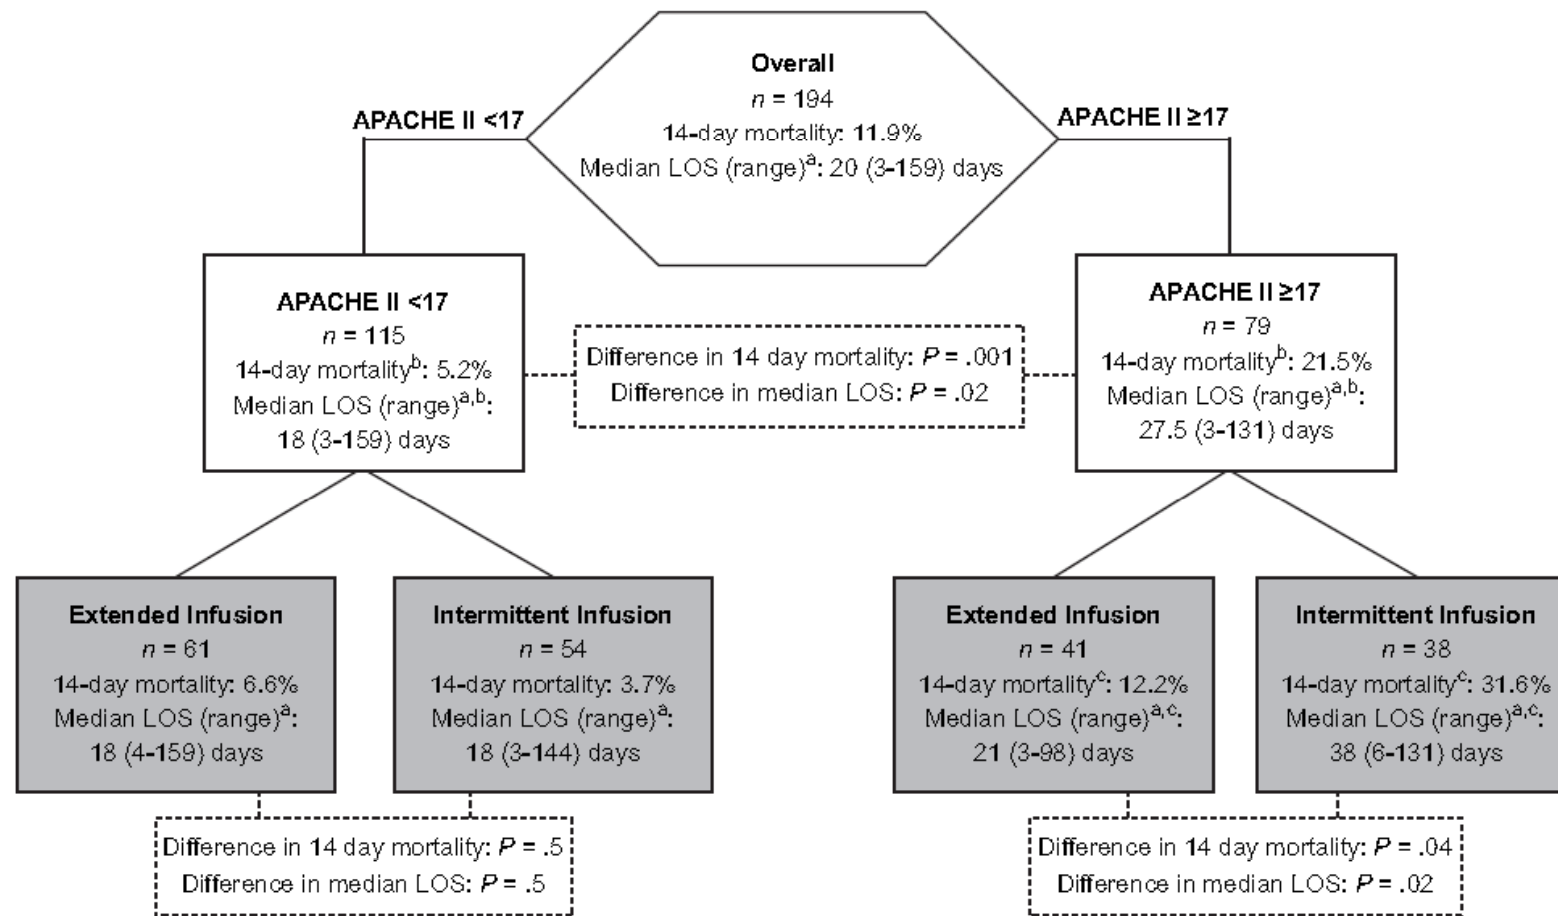 Overall
n = 194
14-day mortality: 11.9%
Median LOS (range)a: 20 (3-159) days
APACHE II <17
APACHE II ≥17
APACHE II <17
n = 115
14-day mortalityb: 5.2%
Median LOS (range)a,b:
18 (3-159) days
Difference in 14 day mortality: P = .001
Difference in median LOS: P = .02
APACHE II ≥17
n = 79
14-day mortalityb: 21.5%
Median LOS (range)a,b:
27.5 (3-131) days
Extended Infusion
n = 61
14-day mortality: 6.6%
Median LOS (range)a:
18 (4-159) days
Intermittent Infusion
n = 54
14-day mortality: 3.7%
Median LOS (range)a:
18 (3-144) days
Extended Infusion
n = 41
14-day mortalityc: 12.2%
Median LOS (range)a,c:
21 (3-98) days
Intermittent Infusion
n = 38
14-day mortalityc: 31.6%
Median LOS (range)a,c:
38 (6-131) days
Difference in 14 day mortality: P = .5
Difference in median LOS: P = .5
Difference in 14 day mortality: P = .04
Difference in median LOS: P = .02